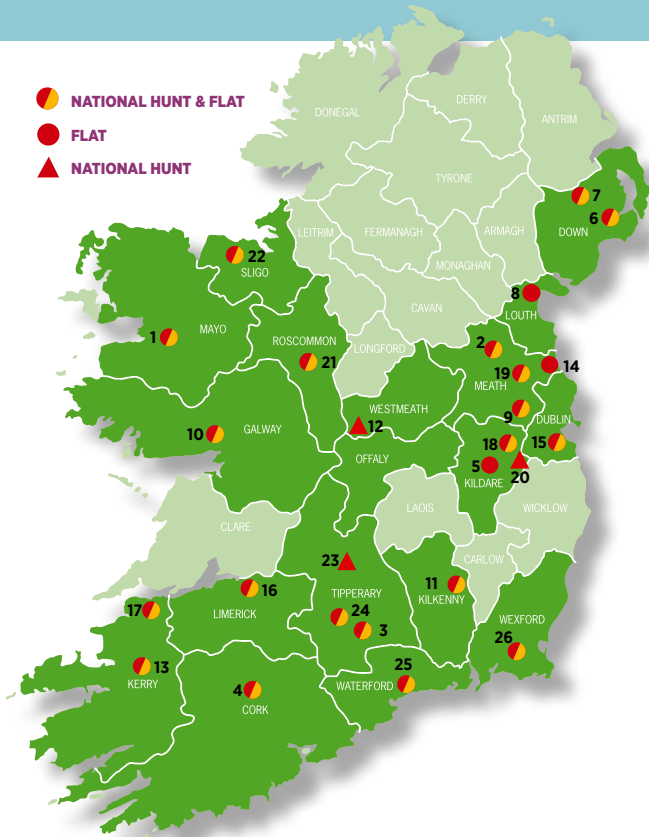 NATIONAL HUNT & FLAT
FLAT
NATIONAL HUNT
DONEGAL
DERRY
ANTRIM
TYRONE
7
6
DOWN
LEITRIM
FERMANAGH
ARMAGH
MONAGHAN
22
SLIGO
8
LOUTH
CAVAN
1
MAYO
ROSCOMMON
21
LONGFORD
2
19
MEATH
14
WESTMEATH
12
9
DUBLIN
10
GALWAY
OFFALY
18
15
5
KILDARE
20
LAOIS
WICKLOW
CLARE
23
CARLOW
16
TIPPERARY
11
KILKENNY
17
LIMERICK
24
3
WEXFORD
26
13
KERRY
25
WATERFORD
4
CORK